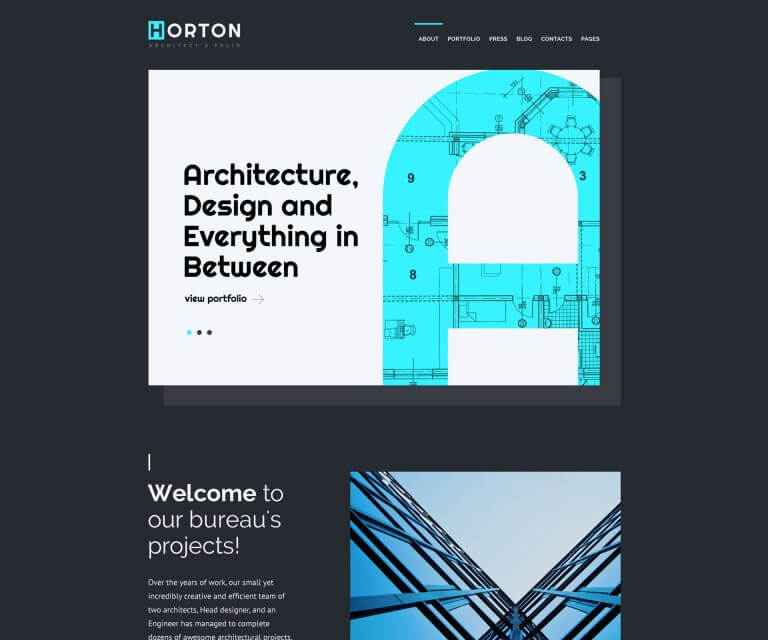 HORTON
ARCHITECT'S FOLIO
ABOUT PORTFOLIO PRESS BLOG CONTACTS PAGES
Architecture,
Design and
Everything in
Between
view portfolio
9
3
8
Welcome to
our bureau's
projects!
Over the years of work, our small yet
incredibly creative and efficient team of
two architects, Head designer, and an
Engineer has managed to complete
dozens of awesome architectural projects.